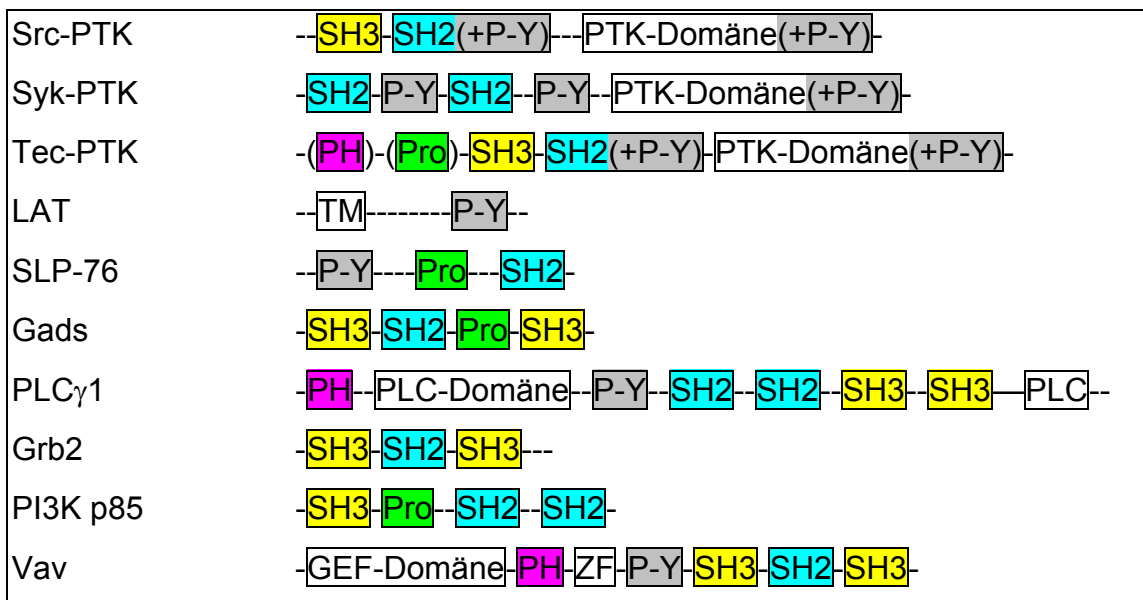 Src-PTK --SH3-SH2(+P-Y)---PTK-Domäne(+P-Y)-
Syk-PTK -SH2-P-Y-SH2--P-Y--PTK-Domäne(+P-Y)-
Tec-PTK -(PH)-(Pro)-SH3-SH2(+P-Y)-PTK-Domäne(+P-Y)-
LAT --TM--------P-Y--
SLP-76 --P-Y----Pro---SH2-
Gads -SH3-SH2-Pro-SH3-
PLCγ1 -PH--PLC-Domäne--P-Y--SH2--SH2--SH3--SH3—PLC--
Grb2 -SH3-SH2-SH3---
PI3K p85 -SH3-Pro--SH2--SH2-
Vav -GEF-Domäne-PH-ZF-P-Y-SH3-SH2-SH3-